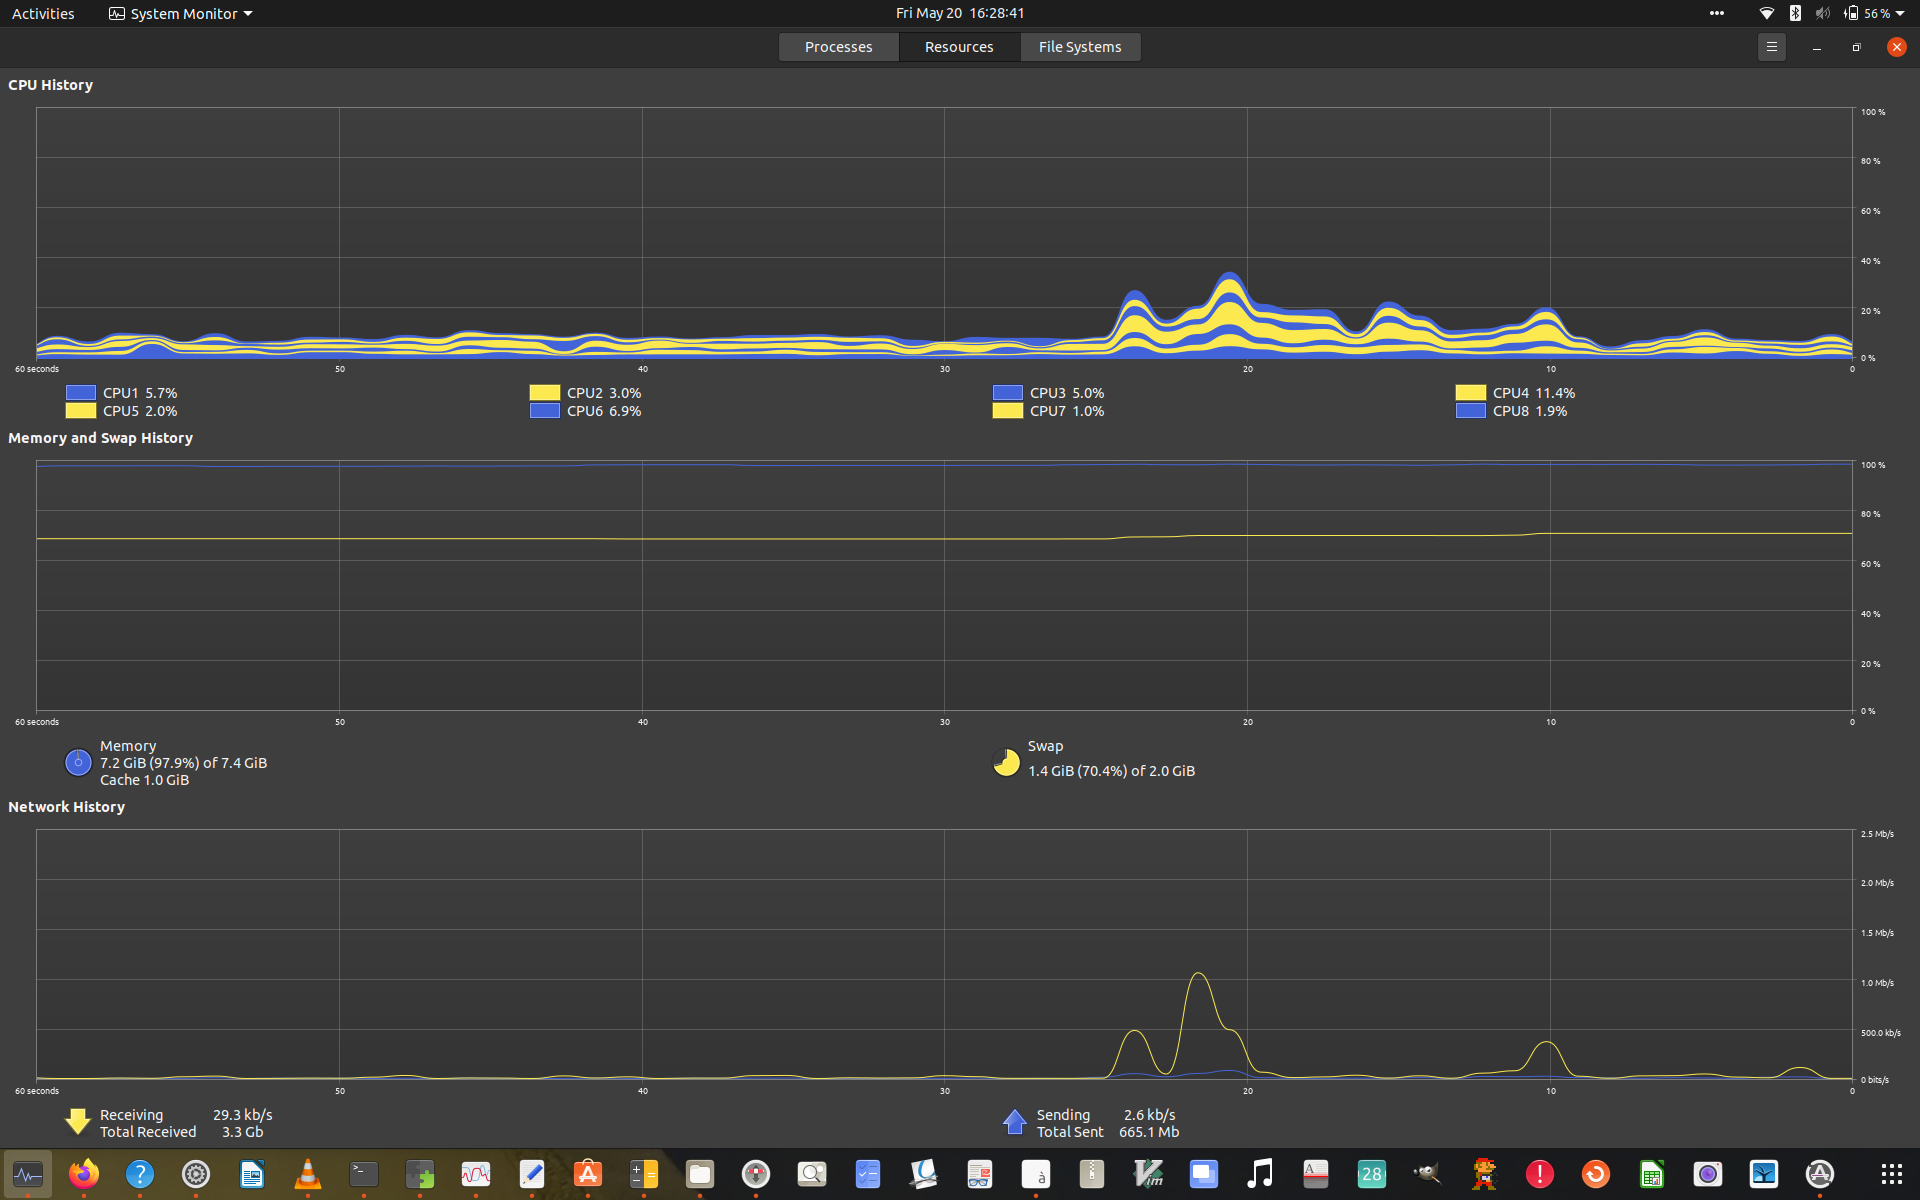 Activities System Monitor Fri May 20 16:28:41 56 %
Processes Resources File Systems
CPU History
100 %
80 %
60 %
40 %
20 %
0 %
60 seconds 50 40 30 20 10 0
CPU1 5.7% CPU2 3.0% CPU3 5.0% CPU4 11.4%
CPU5 2.0% CPU6 6.9% CPU7 1.0% CPU8 1.9%
Memory and Swap History
100 %
80 %
60 %
40 %
20 %
0 %
60 seconds 50 40 30 20 10 0
Memory
7.2 GiB (97.9%) of 7.4 GiB
Cache 1.0 GiB
Swap
1.4 GiB (70.4%) of 2.0 GiB
Network History
2.5 Mb/s
2.0 Mb/s
1.5 Mb/s
1.0 Mb/s
500.0 kb/s
0 bits/s
60 seconds 50 40 30 20 10 0
Receiving 29.3 kb/s
Total Received 3.3 Gb
Sending 2.6 kb/s
Total Sent 665.1 Mb
? >_ à Vim A 28 !